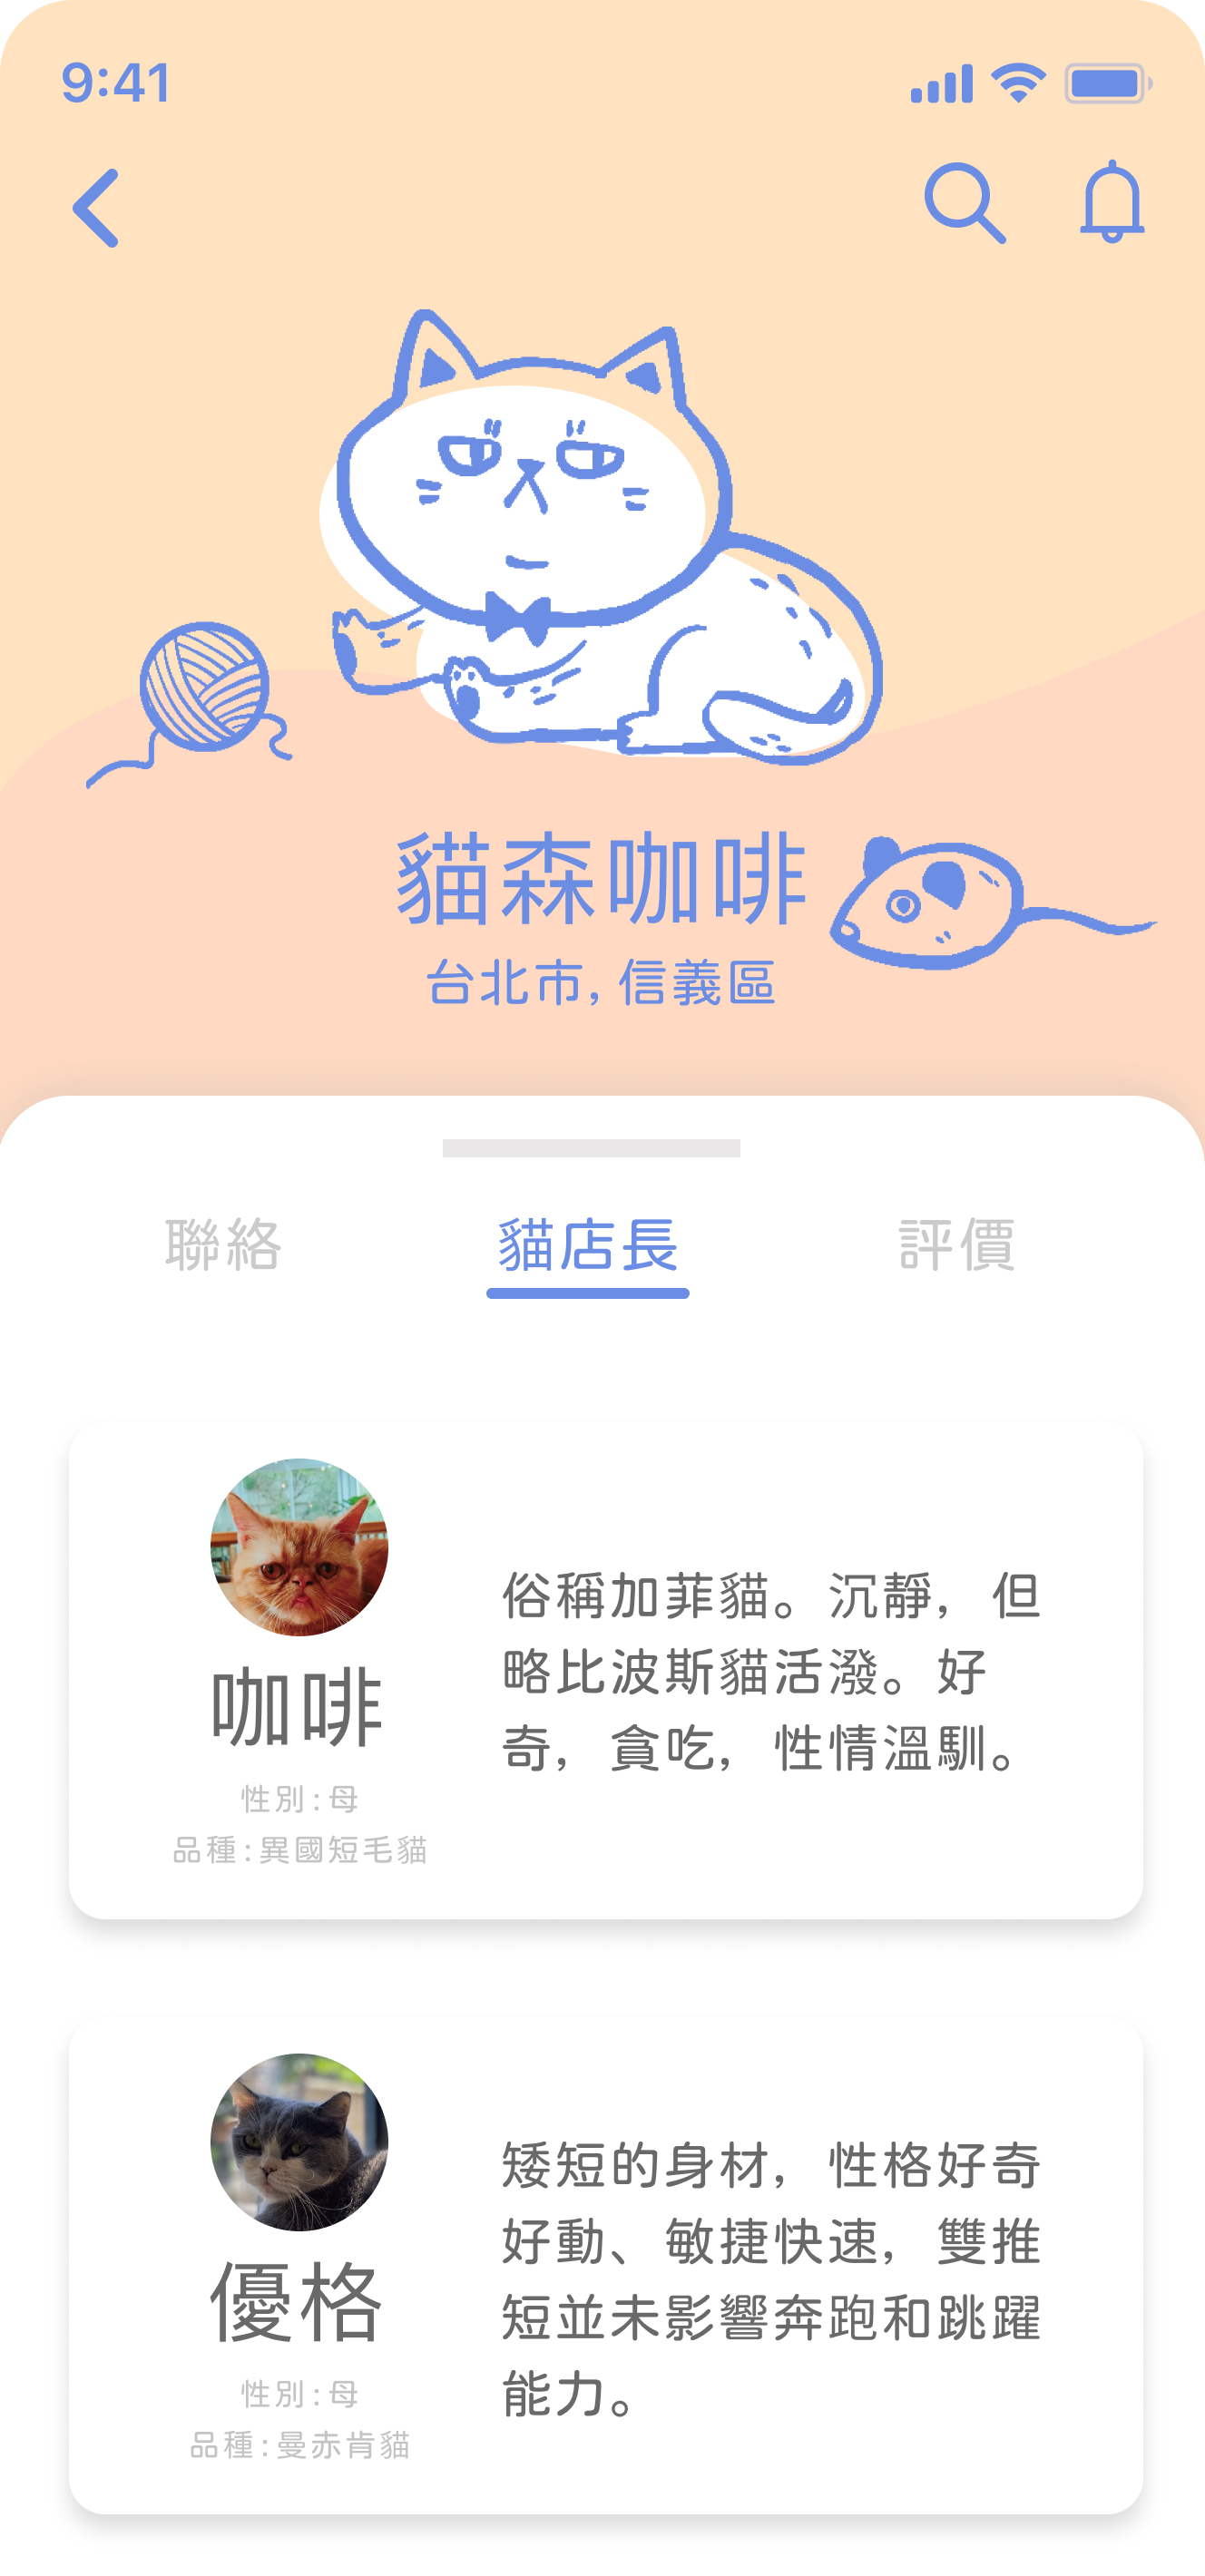 9:41
貓森咖啡
台北市, 信義區
聯絡
貓店長
評價
俗稱加菲貓。沉靜，但
略比波斯貓活潑。好
奇，貪吃，性情溫馴。
咖啡
性別:母
品種:異國短毛貓
矮短的身材，性格好奇
好動、敏捷快速，雙推
短並未影響奔跑和跳躍
能力。
優格
性別:母
品種:曼赤肯貓